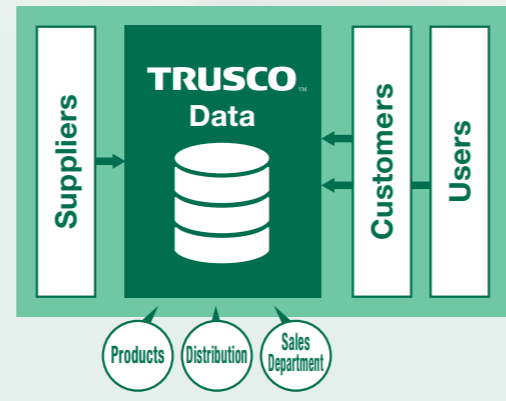 Suppliers
TRUSCO™
Data
Customers
Users
Products
Distribution
Sales
Department